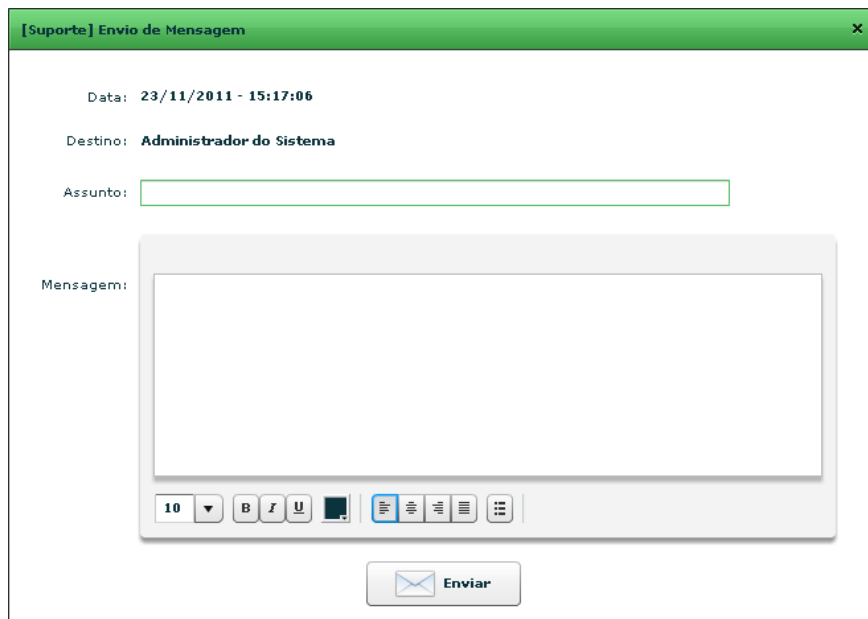 [Suporte] Envio de Mensagem
Data: 23/11/2011 - 15:17:06
Destino: Administrador do Sistema
Assunto:
Mensagem:
10 B I U
Enviar